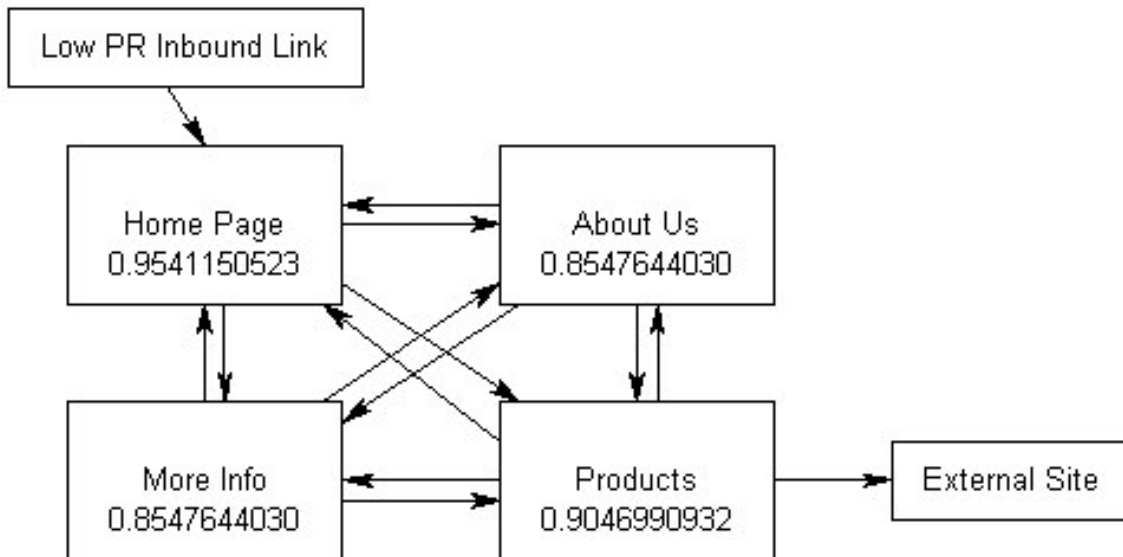 Low PR Inbound Link
Home Page
0.9541150523
About Us
0.8547644030
More Info
0.8547644030
Products
0.9046990932
External Site